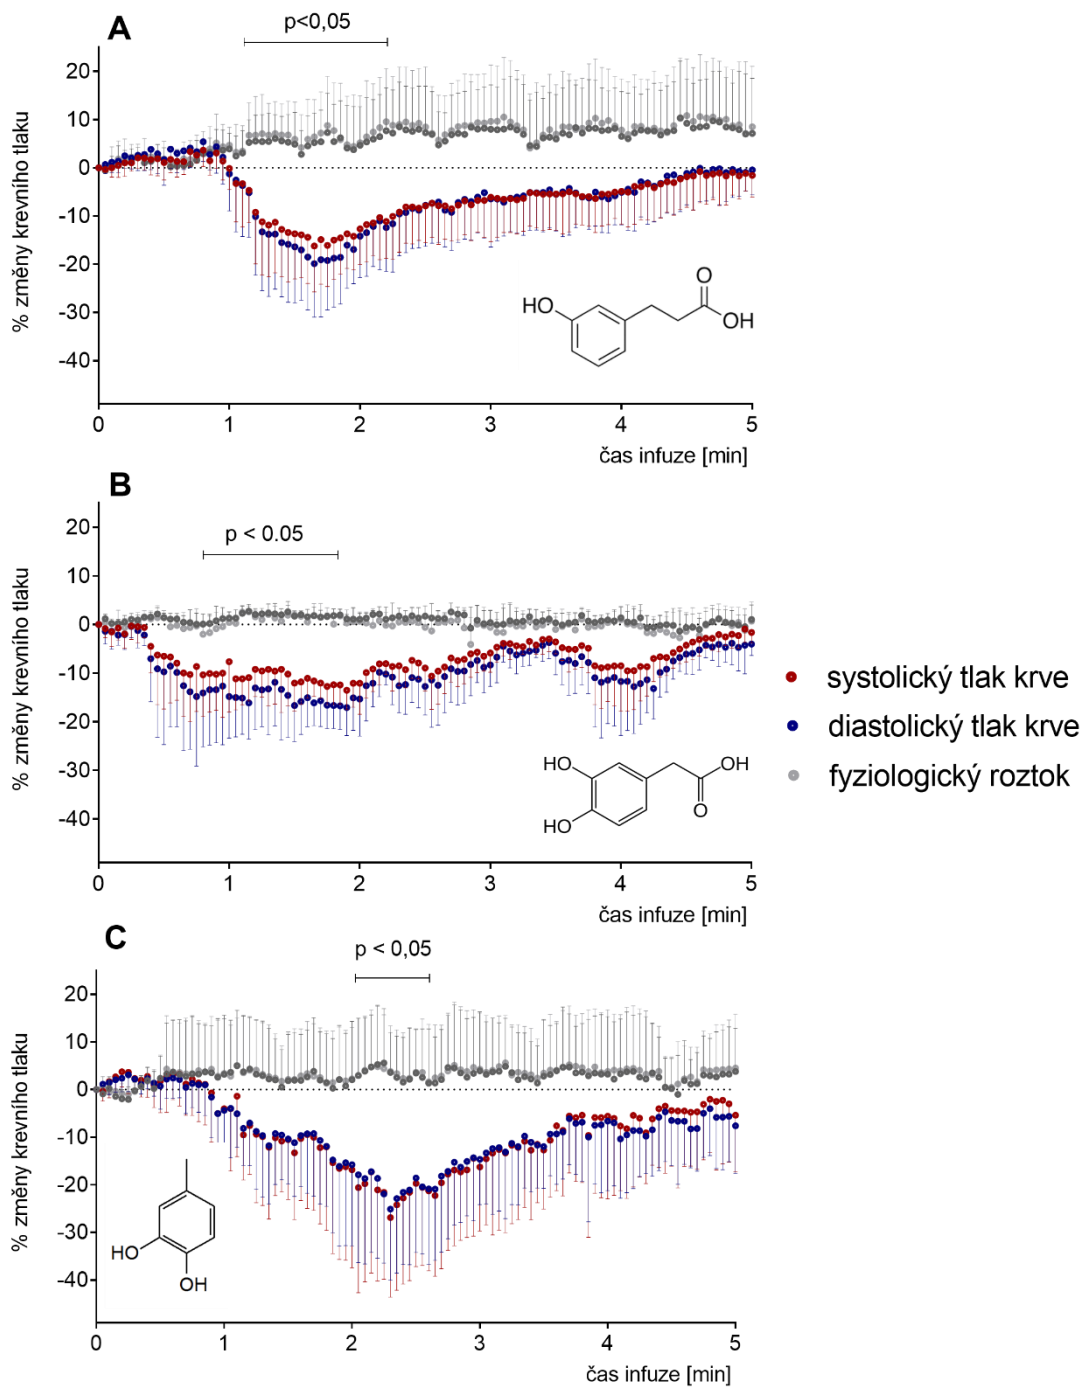 A
p<0,05
% změny krevního tlaku
20
10
0
-10
-20
-30
-40
HO
O
OH
0 1 2 3 4 5
čas infuze [min]
B
p < 0.05
% změny krevního tlaku
20
10
0
-10
-20
-30
-40
HO
HO
OH
O
0 1 2 3 4 5
čas infuze [min]
systolický tlak krve
diastolický tlak krve
fyziologický roztok
C
p < 0,05
% změny krevního tlaku
20
10
0
-10
-20
-30
-40
HO
OH
0 1 2 3 4 5
čas infuze [min]